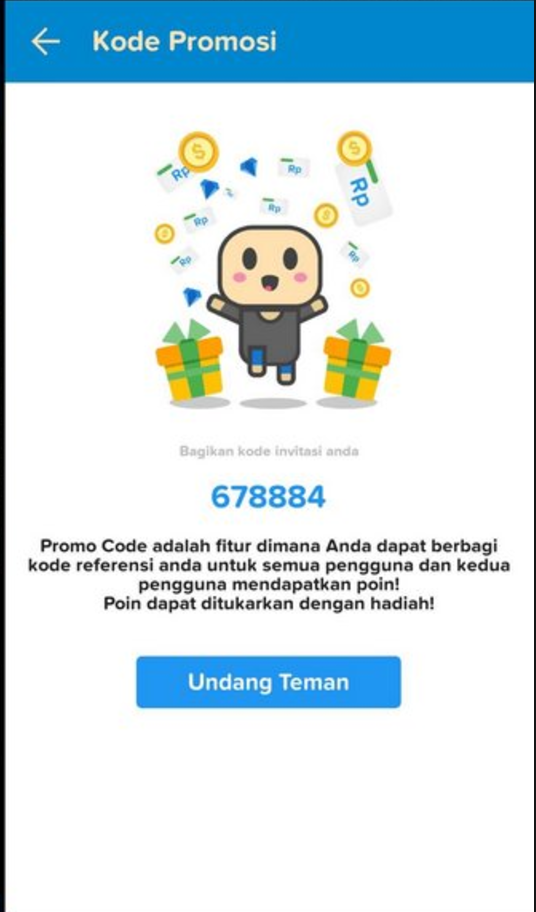 Kode Promosi
Rp
Rp
Rp
Rp
Rp
Rp
Rp
Bagikan kode invitasi anda
678884
Promo Code adalah fitur dimana Anda dapat berbagi
kode referensi anda untuk semua pengguna dan kedua
pengguna mendapatkan poin!
Poin dapat ditukarkan dengan hadiah!
Undang Teman